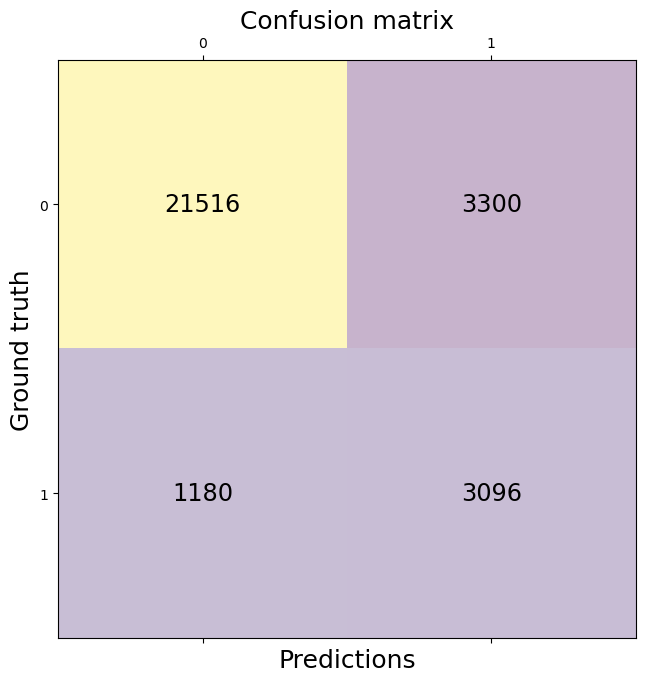 Confusion matrix
0 1
0 21516 3300
Ground truth
1 1180 3096
Predictions